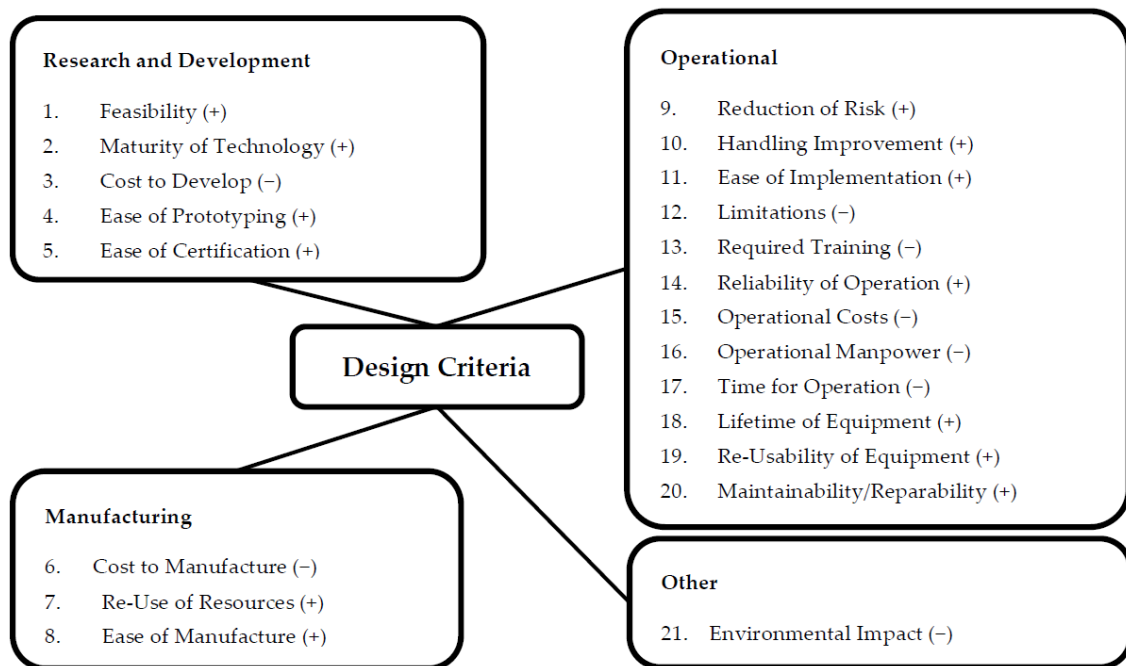 Research and Development
1. Feasibility (+)
2. Maturity of Technology (+)
3. Cost to Develop (−)
4. Ease of Prototyping (+)
5. Ease of Certification (+)
Operational
9. Reduction of Risk (+)
10. Handling Improvement (+)
11. Ease of Implementation (+)
12. Limitations (−)
13. Required Training (−)
14. Reliability of Operation (+)
15. Operational Costs (−)
16. Operational Manpower (−)
17. Time for Operation (−)
18. Lifetime of Equipment (+)
19. Re-Usability of Equipment (+)
20. Maintainability/Reparability (+)
Design Criteria
Manufacturing
6. Cost to Manufacture (−)
7. Re-Use of Resources (+)
8. Ease of Manufacture (+)
Other
21. Environmental Impact (−)